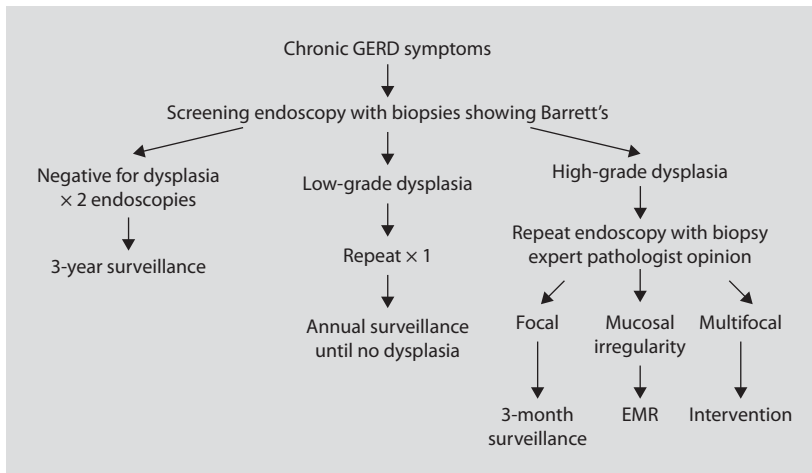 Chronic GERD symptoms
Screening endoscopy with biopsies showing Barrett's
Negative for dysplasia
× 2 endoscopies
3-year surveillance
Low-grade dysplasia
Repeat × 1
Annual surveillance
until no dysplasia
High-grade dysplasia
Repeat endoscopy with biopsy
expert pathologist opinion
Focal
3-month
surveillance
Mucosal
irregularity
EMR
Multifocal
Intervention